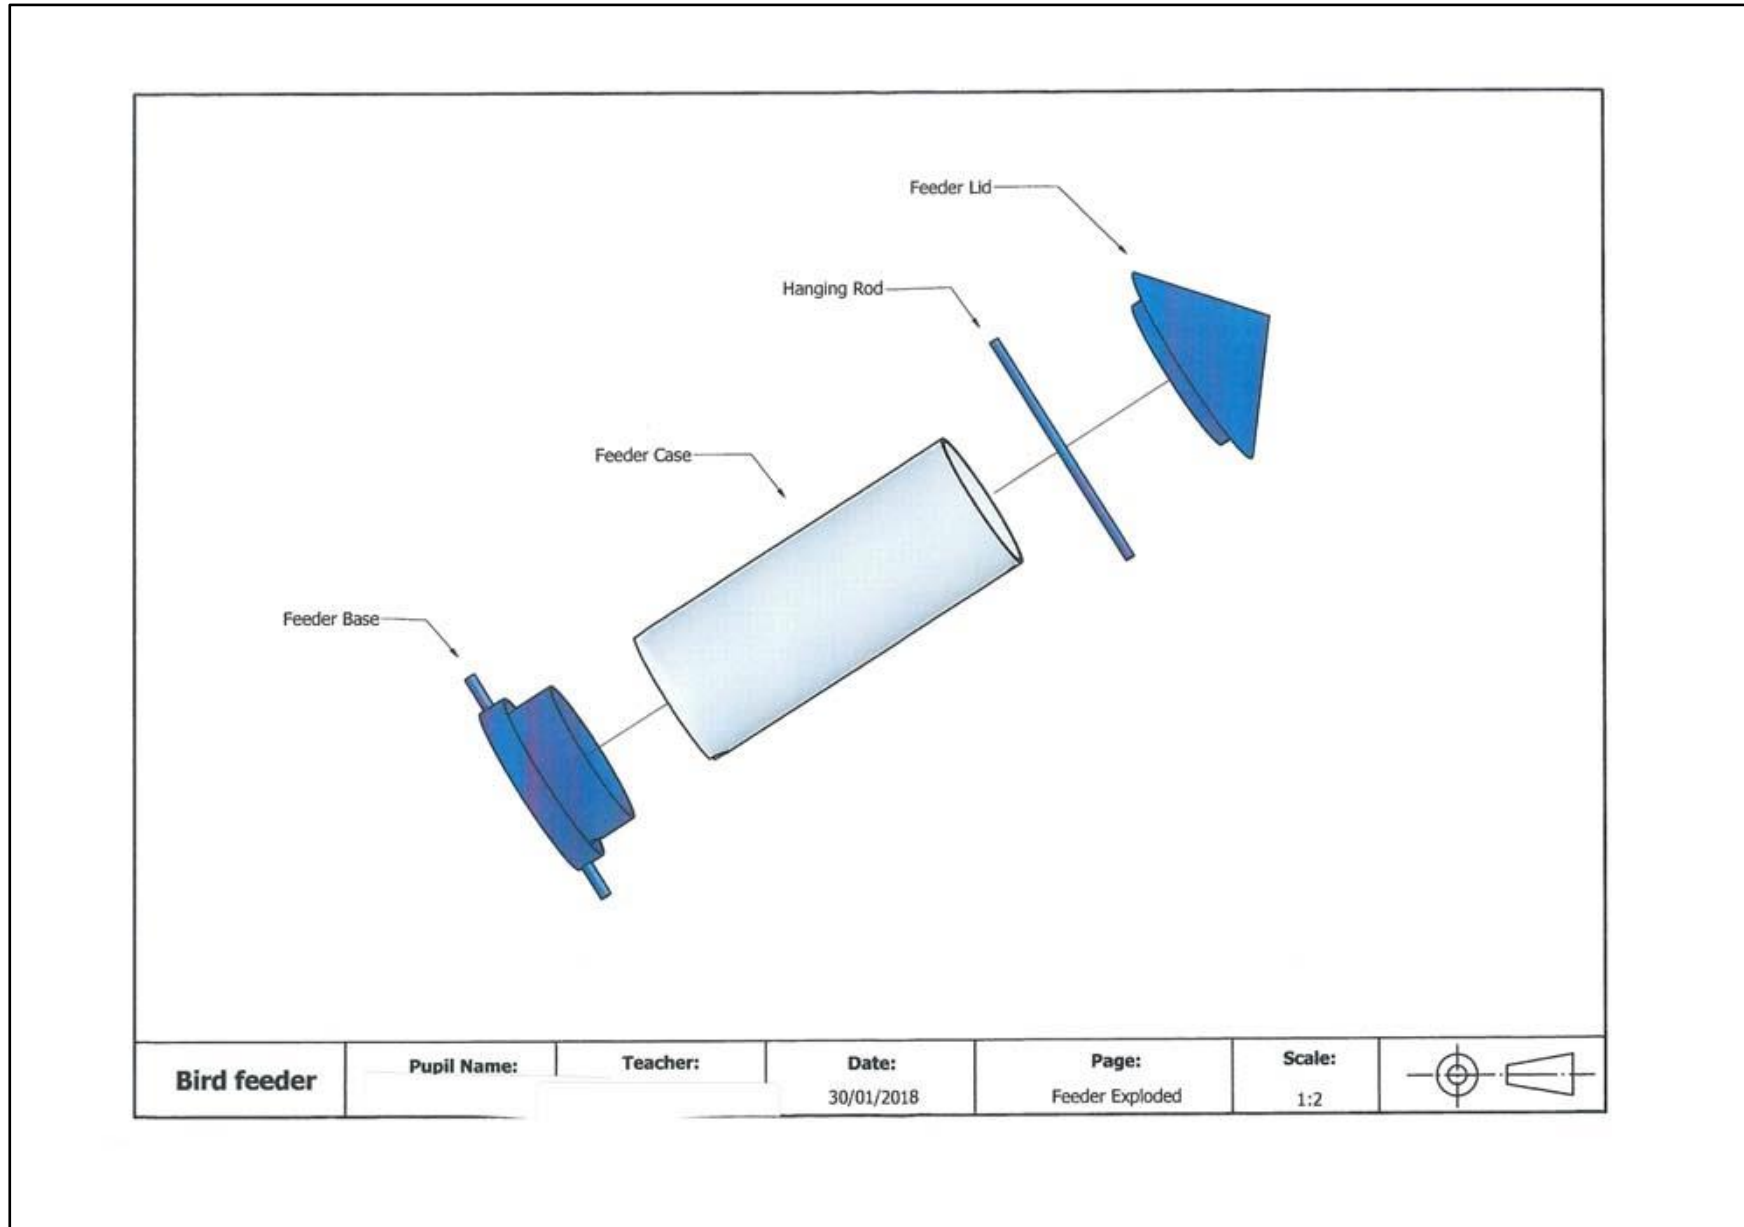 Feeder Lid
Hanging Rod
Feeder Case
Feeder Base
Bird feeder
Pupil Name:
Teacher:
Date:
30/01/2018
Page:
Feeder Exploded
Scale:
1:2